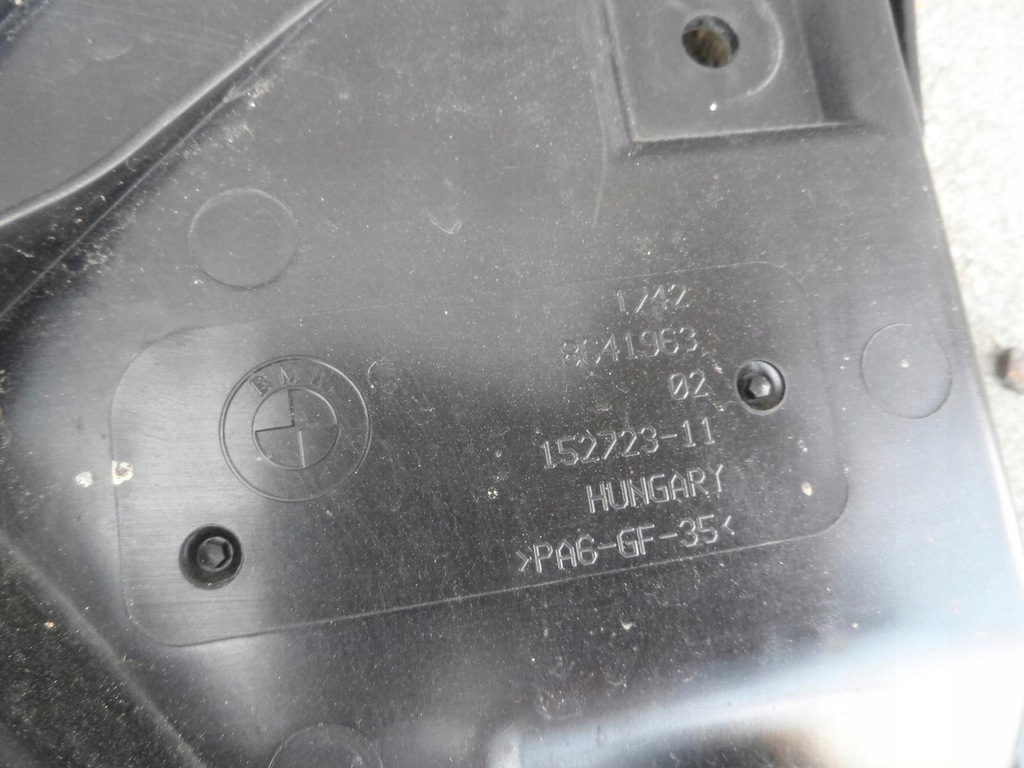 BMW
1/42
8641963
02
152723-11
HUNGARY
>PA6-GF-35<